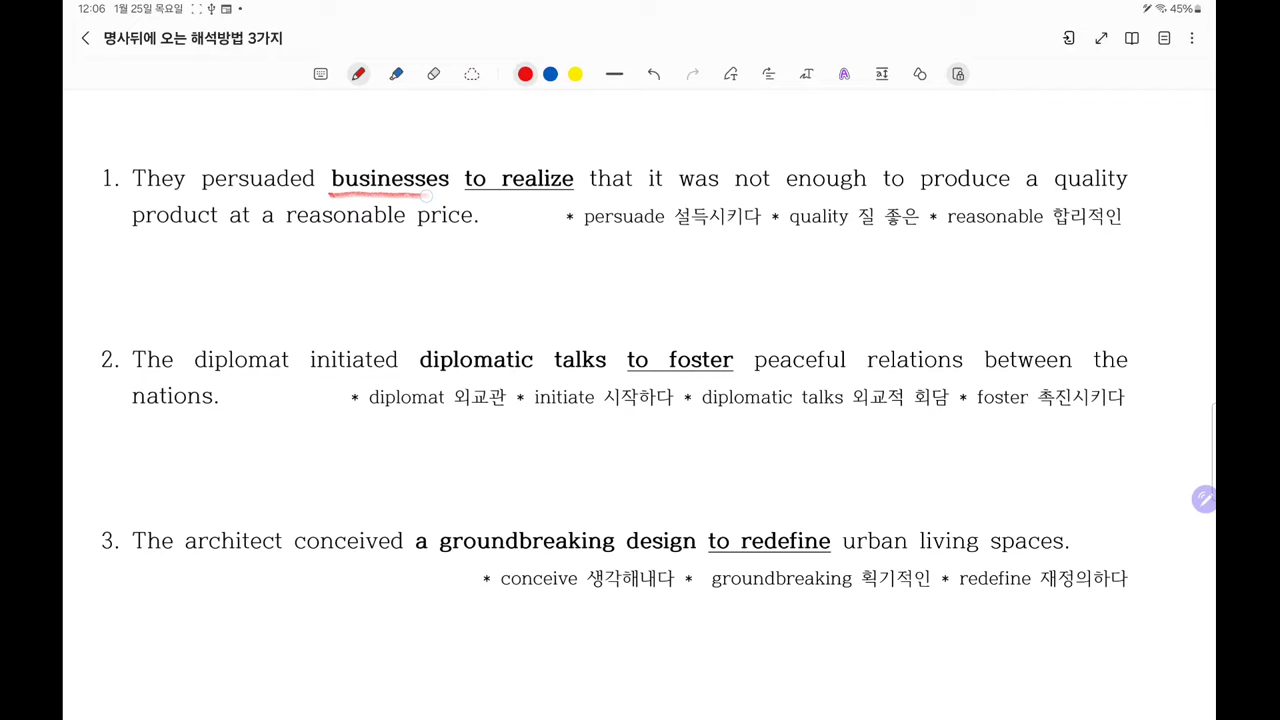 12:06 1월 25일 목요일 45%
명사뒤에 오는 해석방법 3가지
1. They persuaded businesses to realize that it was not enough to produce a quality
product at a reasonable price. * persuade 설득시키다 * quality 질 좋은 * reasonable 합리적인
2. The diplomat initiated diplomatic talks to foster peaceful relations between the
nations. * diplomat 외교관 * initiate 시작하다 * diplomatic talks 외교적 회담 * foster 촉진시키다
3. The architect conceived a groundbreaking design to redefine urban living spaces.
* conceive 생각해내다 * groundbreaking 획기적인 * redefine 재정의하다